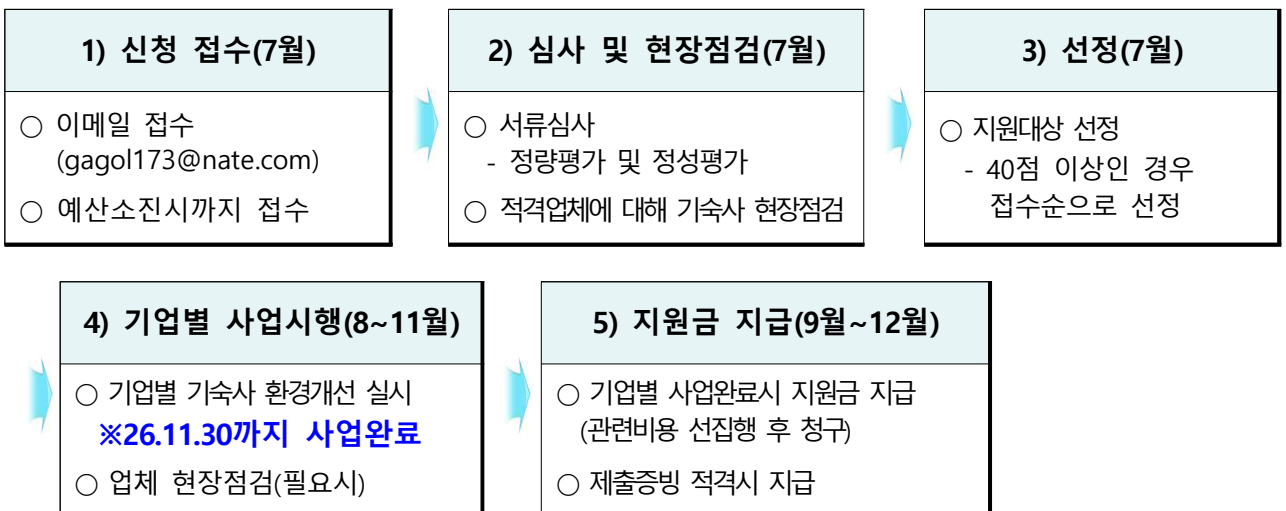 1) 신청 접수(7월)
○ 이메일 접수
(gagol173@nate.com)
○ 예산소진시까지 접수
2) 심사 및 현장점검(7월)
○ 서류심사
- 정량평가 및 정성평가
○ 적격업체에 대해 기숙사 현장점검
3) 선정(7월)
○ 지원대상 선정
- 40점 이상인 경우
접수순으로 선정
4) 기업별 사업시행(8~11월)
○ 기업별 기숙사 환경개선 실시
※26.11.30까지 사업완료
○ 업체 현장점검(필요시)
5) 지원금 지급(9월~12월)
○ 기업별 사업완료시 지원금 지급
(관련비용 선집행 후 청구)
○ 제출증빙 적격시 지급